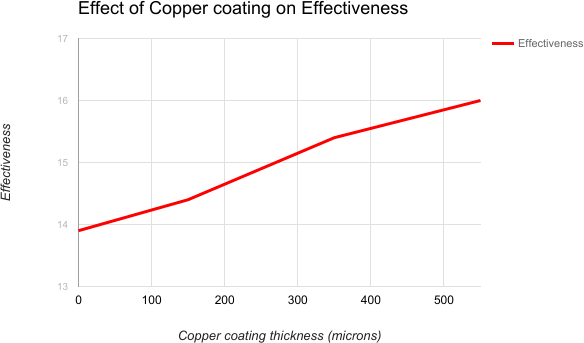 Effect of Copper coating on Effectiveness
Effectiveness
17
16
15
14
13
Effectiveness
0 100 200 300 400 500
Copper coating thickness (microns)